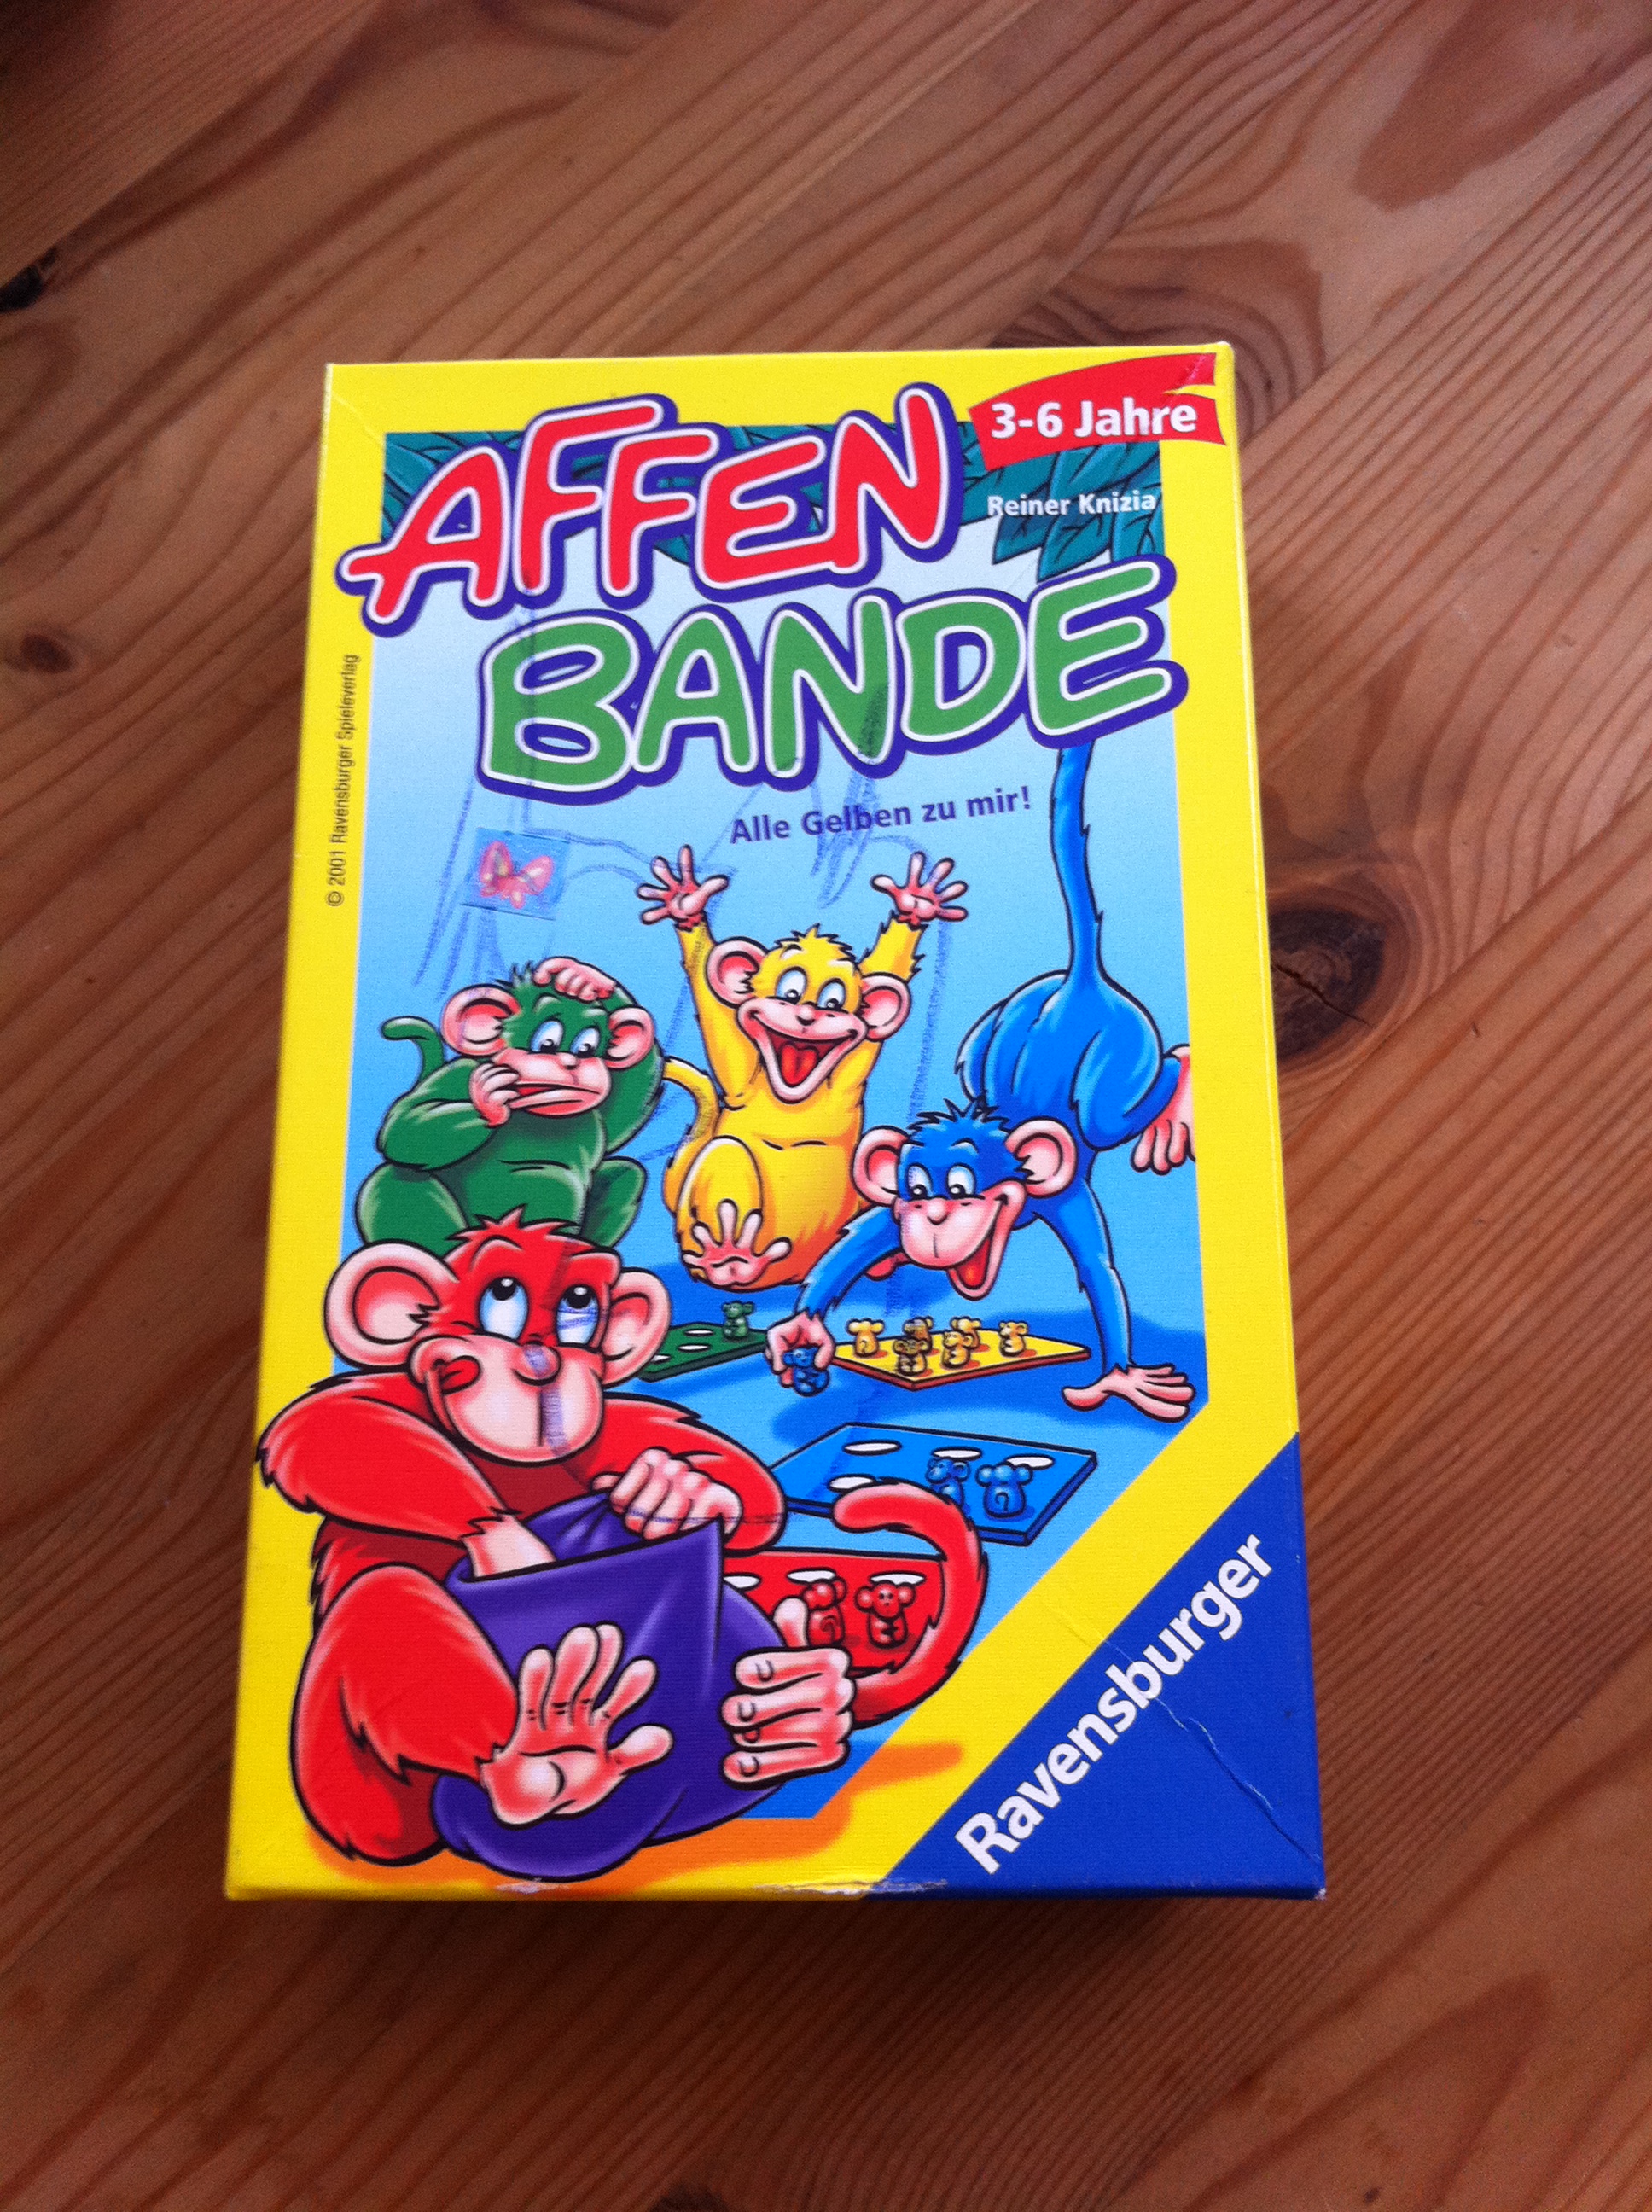 3-6 Jahre
AFFEN
Reiner Knizia
BANDE
Alle Gelben zu mir!
© 2001 Ravensburger Spieleverlag
Ravensburger